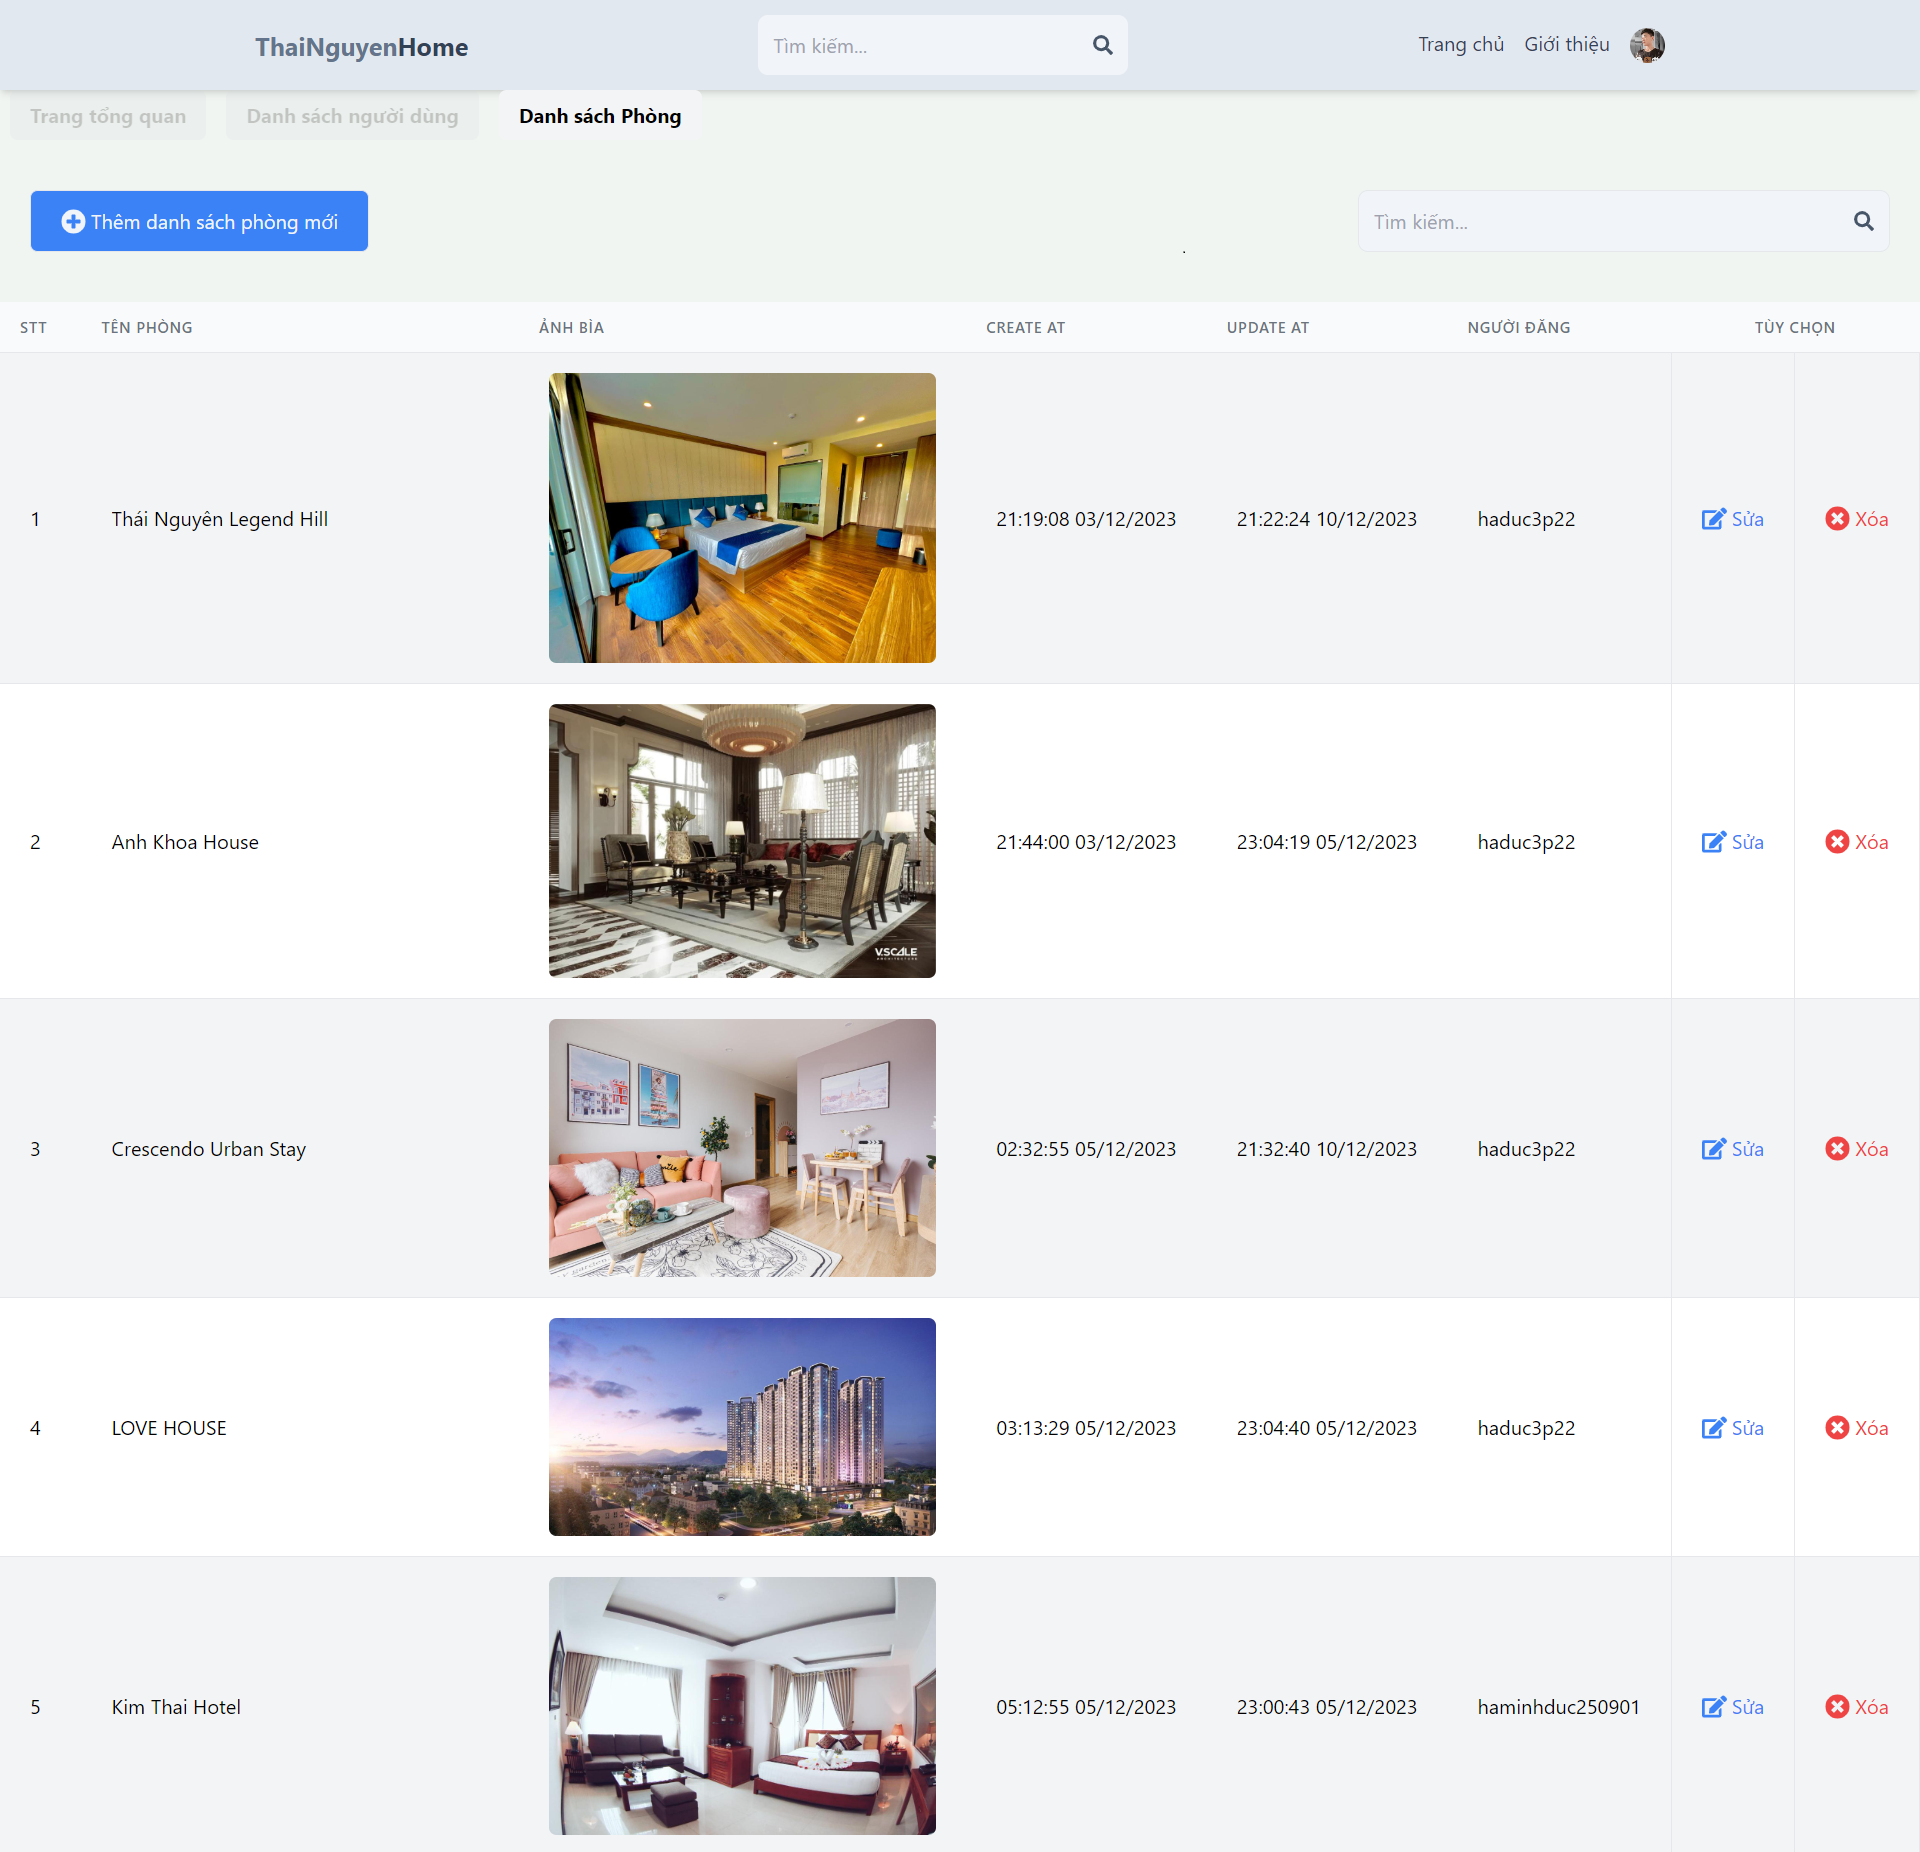 ThaiNguyenHome
Tìm kiếm...
Trang chủ
Giới thiệu
Trang tổng quan
Danh sách người dùng
Danh sách Phòng
Thêm danh sách phòng mới
.
Tìm kiếm...
STT TÊN PHÒNG ẢNH BÌA CREATE AT UPDATE AT NGƯỜI ĐĂNG TÙY CHỌN
1 Thái Nguyên Legend Hill 21:19:08 03/12/2023 21:22:24 10/12/2023 haduc3p22 Sửa Xóa
2 Anh Khoa House 21:44:00 03/12/2023 23:04:19 05/12/2023 haduc3p22 Sửa Xóa
VSCALE
ARCHITECTURE
3 Crescendo Urban Stay 02:32:55 05/12/2023 21:32:40 10/12/2023 haduc3p22 Sửa Xóa
4 LOVE HOUSE 03:13:29 05/12/2023 23:04:40 05/12/2023 haduc3p22 Sửa Xóa
5 Kim Thai Hotel 05:12:55 05/12/2023 23:00:43 05/12/2023 haminhduc250901 Sửa Xóa